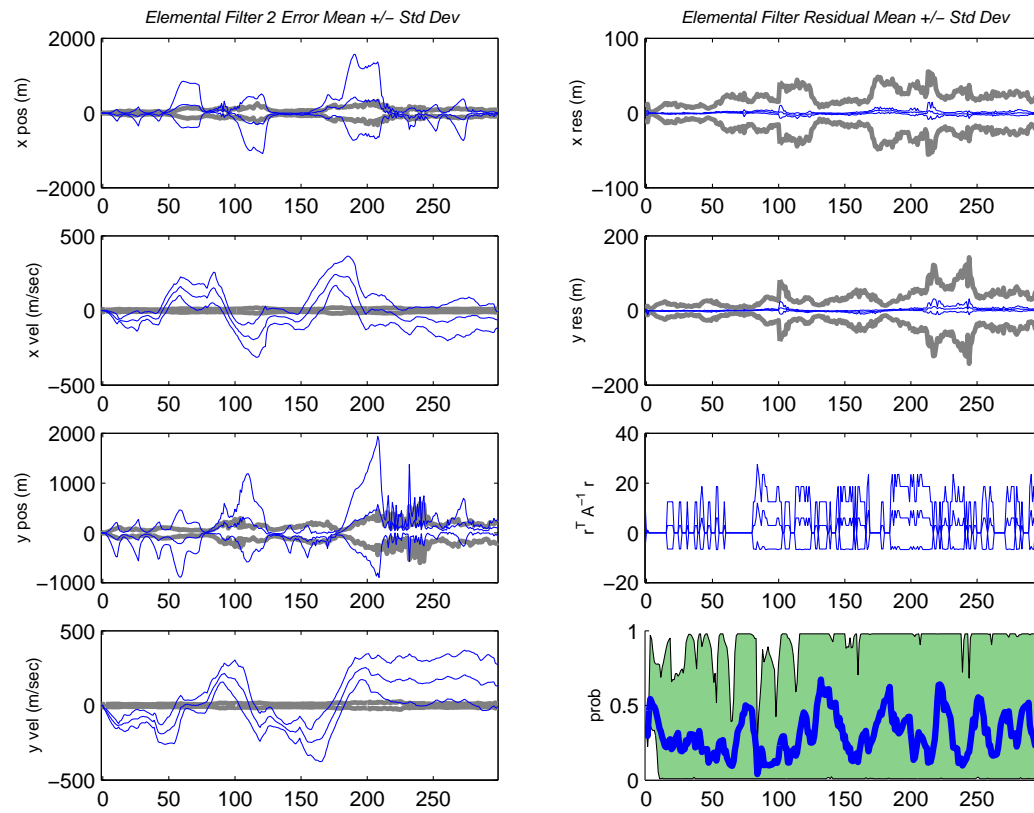 Elemental Filter 2 Error Mean +/− Std Dev
2000
0
−2000
x pos (m)
0 50 100 150 200 250
500
0
−500
x vel (m/sec)
0 50 100 150 200 250
2000
1000
0
−1000
y pos (m)
0 50 100 150 200 250
500
0
−500
y vel (m/sec)
0 50 100 150 200 250
Elemental Filter Residual Mean +/− Std Dev
100
0
−100
x res (m)
0 50 100 150 200 250
200
0
−200
y res (m)
0 50 100 150 200 250
40
20
0
−20
r^T A^−1 r
0 50 100 150 200 250
1
0.5
0
prob
0 50 100 150 200 250